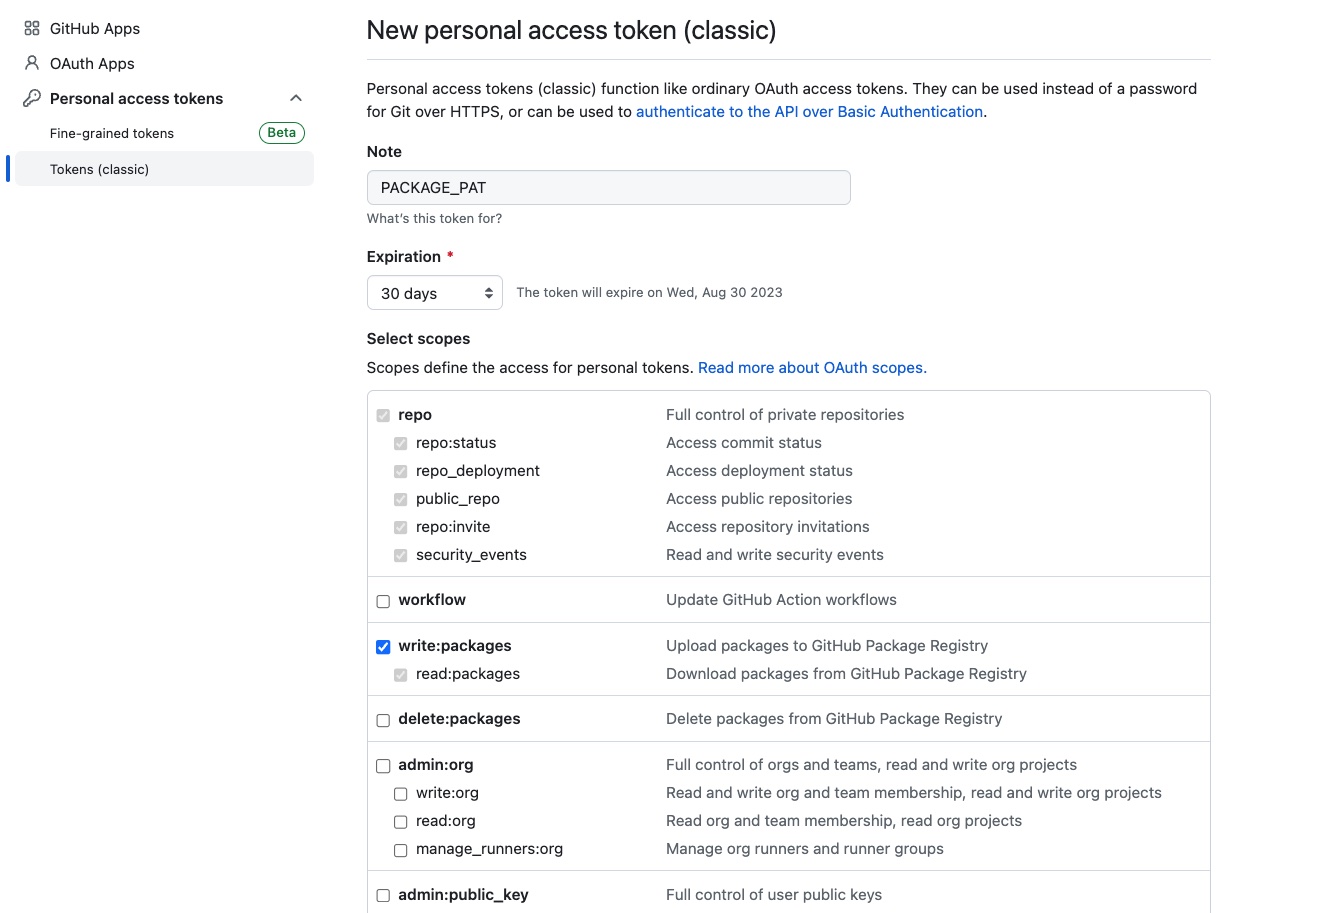 GitHub Apps
OAuth Apps
Personal access tokens
Fine-grained tokens Beta
Tokens (classic)
New personal access token (classic)
Personal access tokens (classic) function like ordinary OAuth access tokens. They can be used instead of a password
for Git over HTTPS, or can be used to authenticate to the API over Basic Authentication.
Note
PACKAGE_PAT
What's this token for?
Expiration *
30 days The token will expire on Wed, Aug 30 2023
Select scopes
Scopes define the access for personal tokens. Read more about OAuth scopes.
repo Full control of private repositories
repo:status Access commit status
repo_deployment Access deployment status
public_repo Access public repositories
repo:invite Access repository invitations
security_events Read and write security events
workflow Update GitHub Action workflows
write:packages Upload packages to GitHub Package Registry
read:packages Download packages from GitHub Package Registry
delete:packages Delete packages from GitHub Package Registry
admin:org Full control of orgs and teams, read and write org projects
write:org Read and write org and team membership, read and write org projects
read:org Read org and team membership, read org projects
manage_runners:org Manage org runners and runner groups
admin:public_key Full control of user public keys